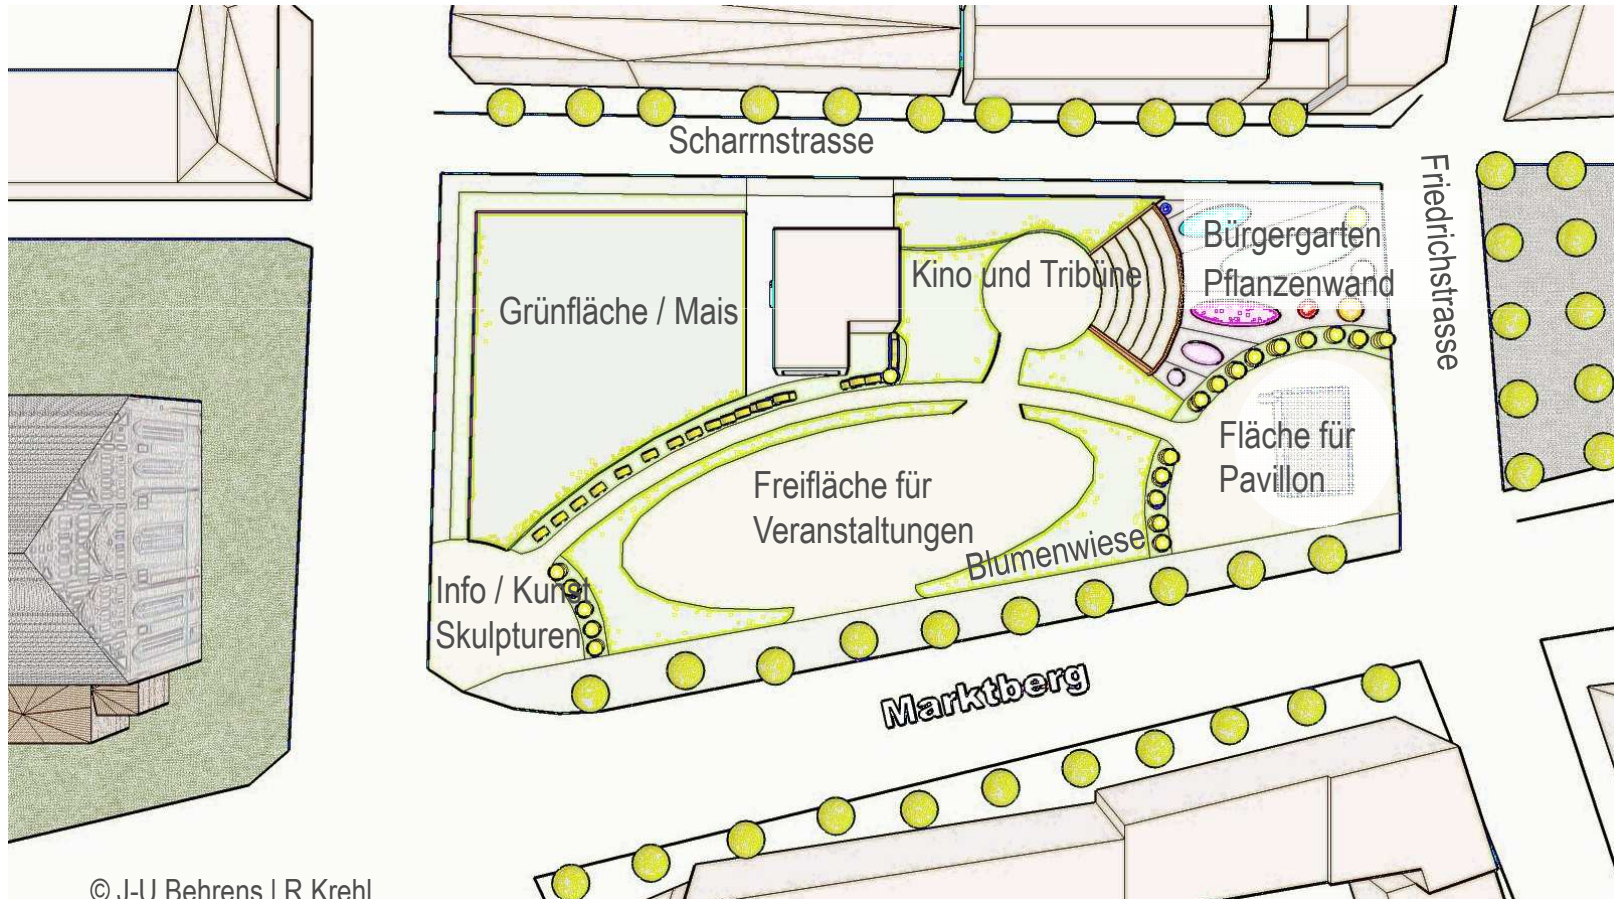 Scharrnstrasse
Friedrichstrasse
Bürgergarten
Pflanzenwand
Kino und Tribüne
Grünfläche / Mais
Fläche für
Pavillon
Freifläche für
Veranstaltungen
Blumenwiese
Info / Kunst
Skulpturen
Marktberg
© J-U Behrens | R Krehl